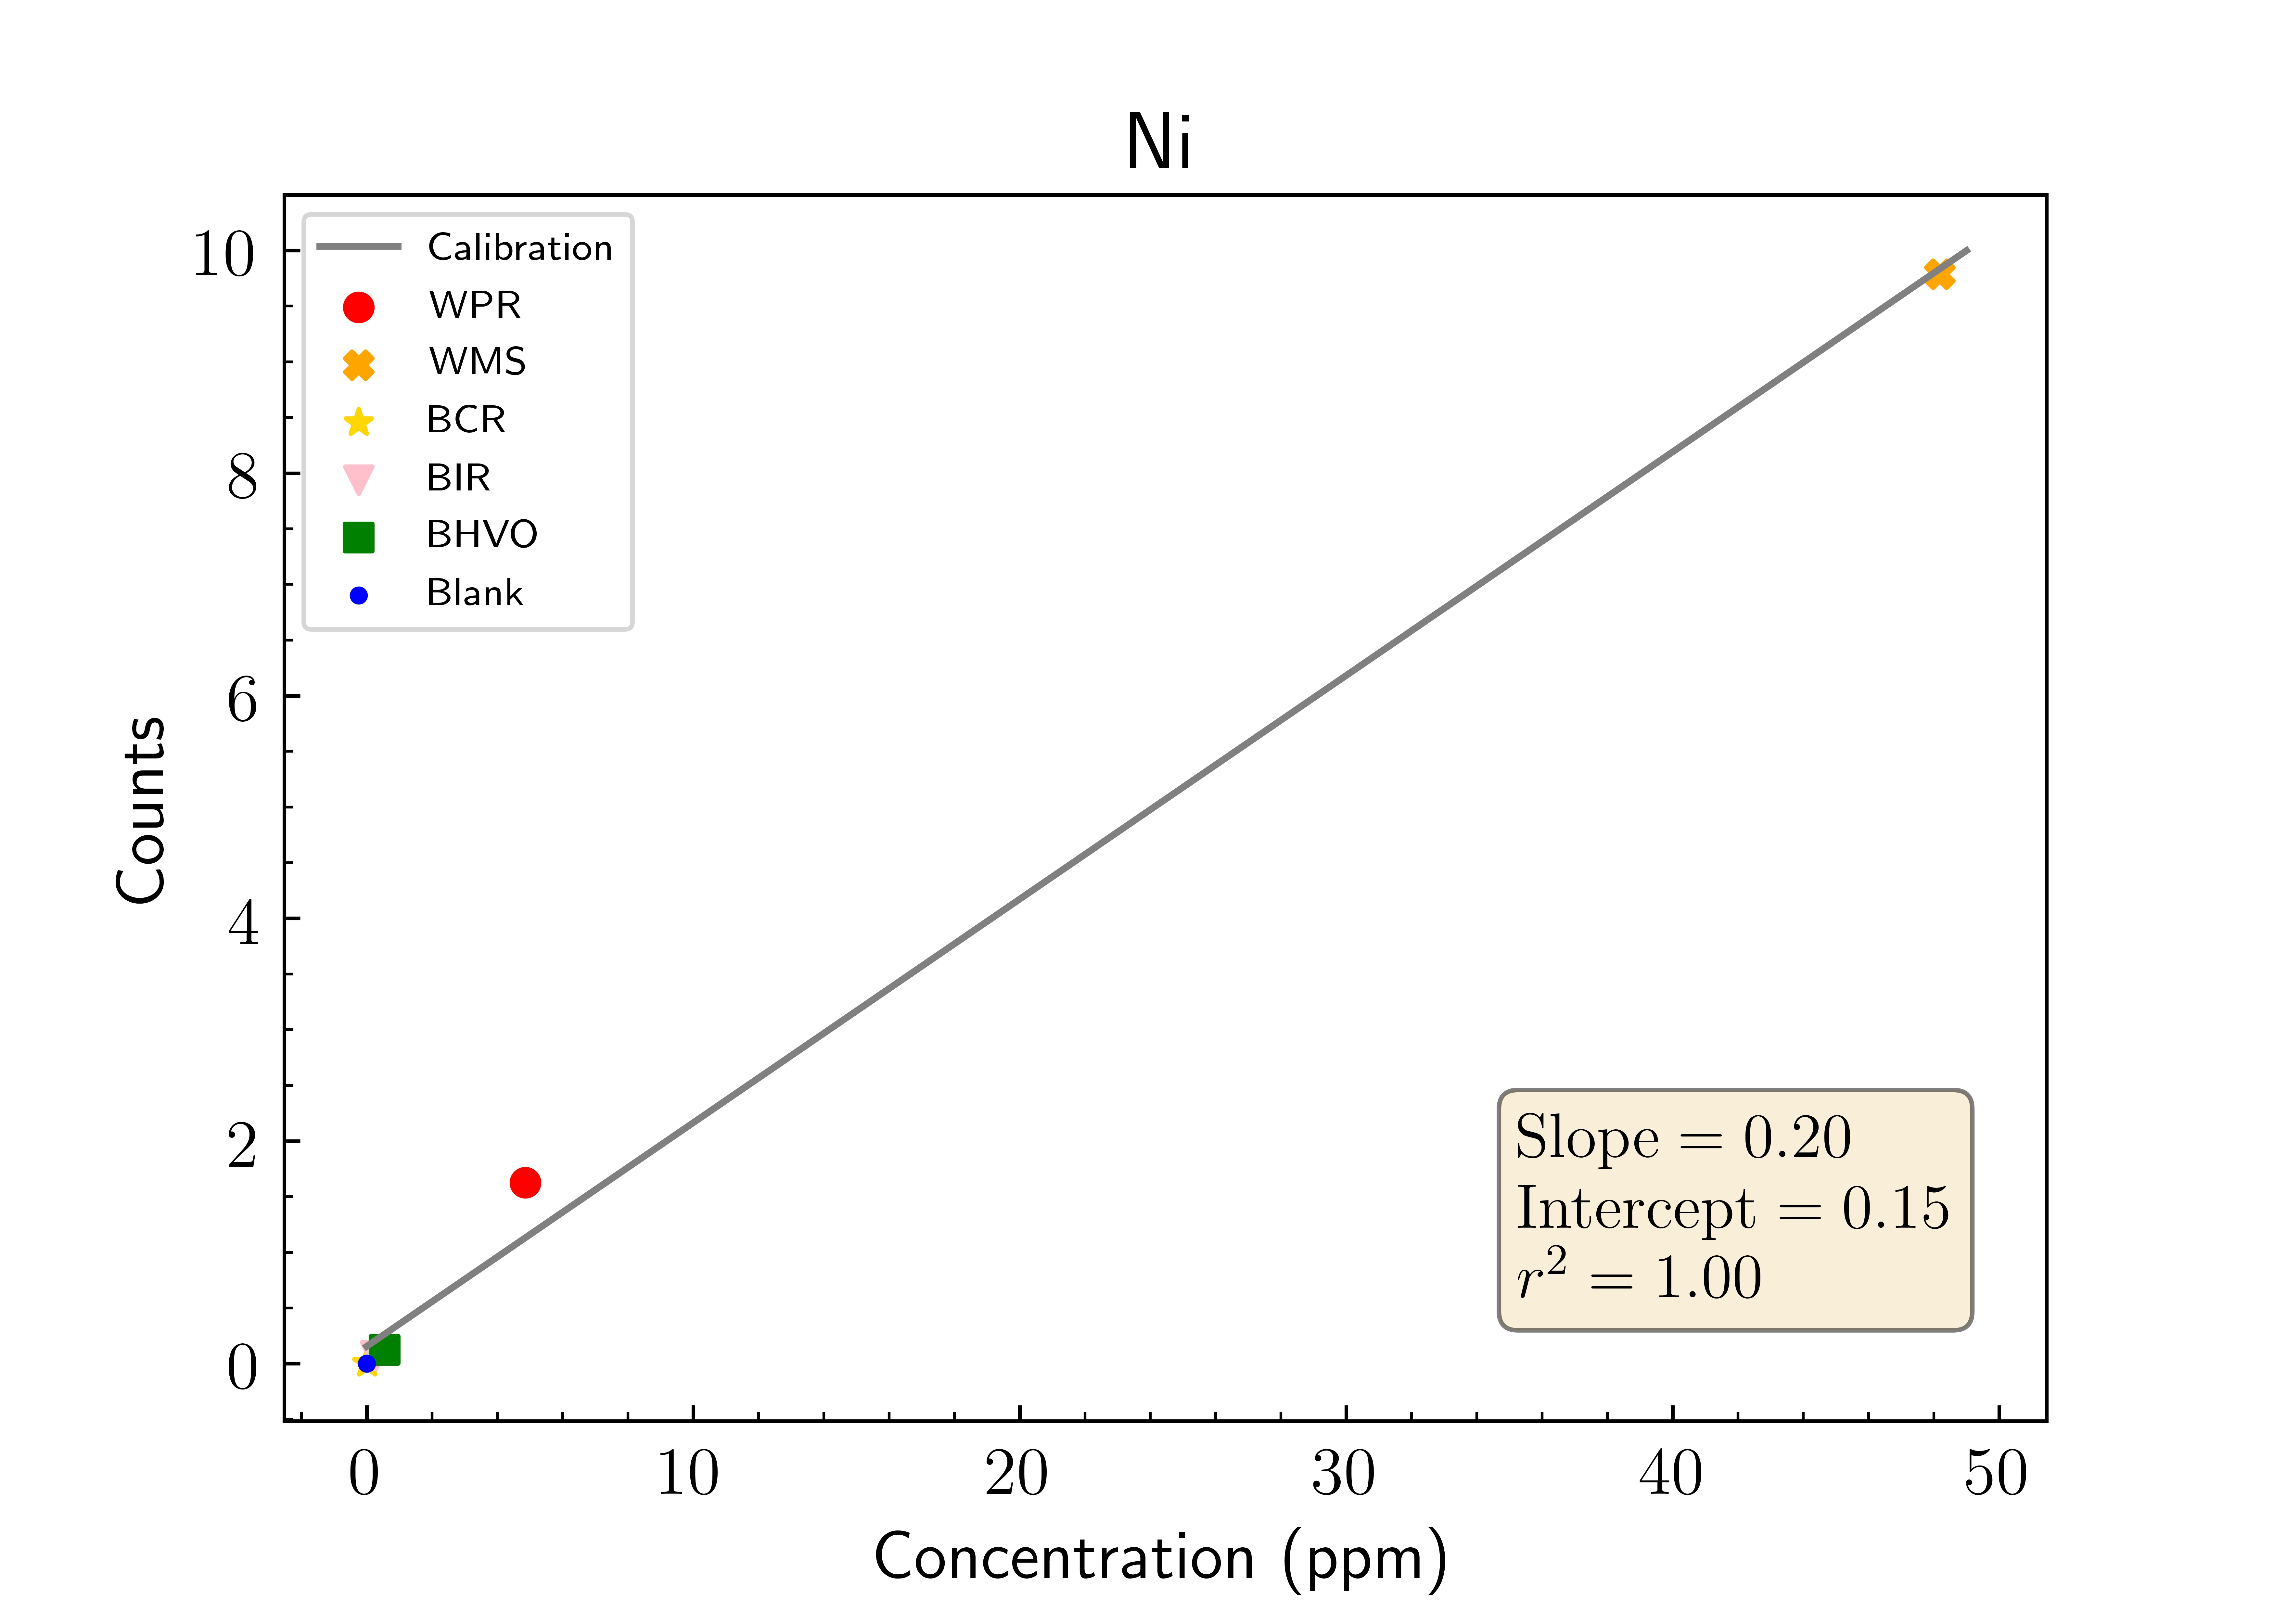 Ni
Calibration
WPR
WMS
BCR
BIR
BHVO
Blank
10
8
6
4
2
0
Counts
Slope = 0.20
Intercept = 0.15
r² = 1.00
0 10 20 30 40 50
Concentration (ppm)